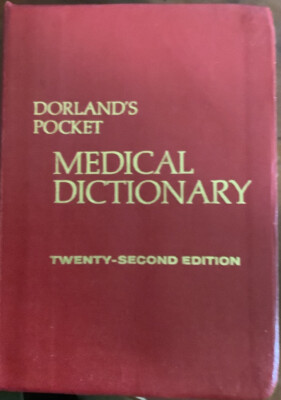 DORLAND'S
POCKET
MEDICAL
DICTIONARY
TWENTY-SECOND EDITION